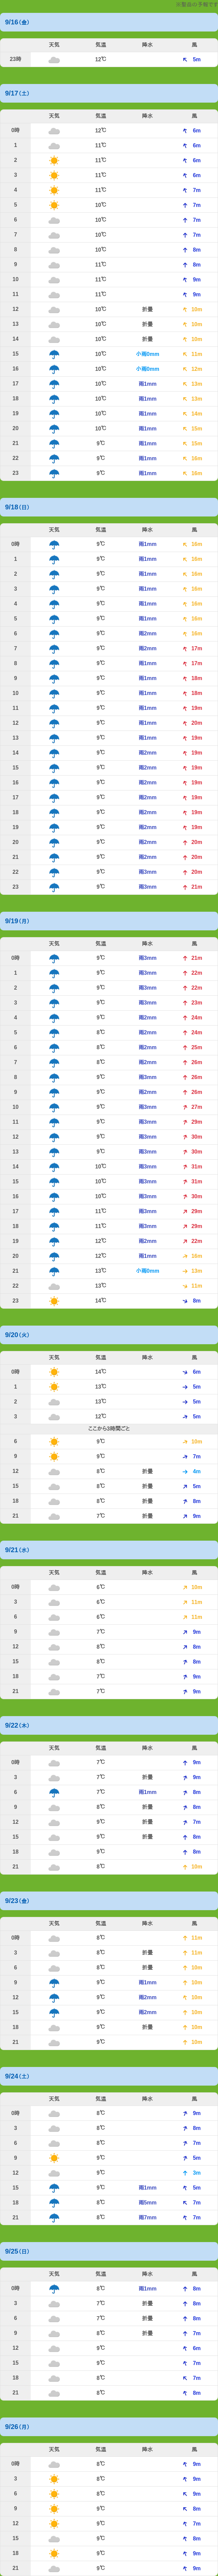 ※覧高の予報です
9/16(金)
天気 気温 降水 風
23時 12℃ 5m
9/17(土)
天気 気温 降水 風
0時 12℃ 6m
1 11℃ 6m
2 11℃ 6m
3 11℃ 6m
4 11℃ 7m
5 10℃ 7m
6 10℃ 7m
7 10℃ 7m
8 10℃ 8m
9 11℃ 8m
10 11℃ 9m
11 11℃ 9m
12 10℃ 折曇 10m
13 10℃ 折曇 10m
14 10℃ 折曇 10m
15 10℃ 小雨0mm 11m
16 10℃ 小雨0mm 12m
17 10℃ 雨1mm 13m
18 10℃ 雨1mm 13m
19 10℃ 雨1mm 14m
20 10℃ 雨1mm 15m
21 9℃ 雨1mm 15m
22 9℃ 雨1mm 16m
23 9℃ 雨1mm 16m
9/18(日)
天気 気温 降水 風
0時 9℃ 雨1mm 16m
1 9℃ 雨1mm 16m
2 9℃ 雨1mm 16m
3 9℃ 雨1mm 16m
4 9℃ 雨1mm 16m
5 9℃ 雨1mm 16m
6 9℃ 雨2mm 16m
7 9℃ 雨2mm 17m
8 9℃ 雨1mm 17m
9 9℃ 雨1mm 18m
10 9℃ 雨1mm 18m
11 9℃ 雨1mm 19m
12 9℃ 雨1mm 20m
13 9℃ 雨1mm 19m
14 9℃ 雨2mm 19m
15 9℃ 雨2mm 19m
16 9℃ 雨2mm 19m
17 9℃ 雨2mm 19m
18 9℃ 雨2mm 19m
19 9℃ 雨2mm 19m
20 9℃ 雨2mm 20m
21 9℃ 雨2mm 20m
22 9℃ 雨3mm 20m
23 9℃ 雨3mm 21m
9/19(月)
天気 気温 降水 風
0時 9℃ 雨3mm 21m
1 9℃ 雨3mm 22m
2 9℃ 雨3mm 22m
3 9℃ 雨3mm 23m
4 9℃ 雨2mm 24m
5 8℃ 雨2mm 24m
6 8℃ 雨2mm 25m
7 8℃ 雨2mm 26m
8 8℃ 雨3mm 26m
9 9℃ 雨2mm 26m
10 9℃ 雨3mm 27m
11 9℃ 雨3mm 29m
12 9℃ 雨3mm 30m
13 9℃ 雨3mm 30m
14 10℃ 雨3mm 31m
15 10℃ 雨3mm 31m
16 10℃ 雨3mm 30m
17 11℃ 雨3mm 29m
18 11℃ 雨3mm 29m
19 12℃ 雨2mm 22m
20 12℃ 雨1mm 16m
21 13℃ 小雨0mm 13m
22 13℃ 11m
23 14℃ 8m
9/20(火)
天気 気温 降水 風
0時 14℃ 6m
1 13℃ 5m
2 13℃ 5m
3 12℃ 5m
ここから3時間ごと
6 9℃ 10m
9 9℃ 7m
12 8℃ 折曇 4m
15 8℃ 折曇 5m
18 8℃ 折曇 8m
21 7℃ 折曇 9m
9/21(水)
天気 気温 降水 風
0時 6℃ 10m
3 6℃ 11m
6 6℃ 11m
9 7℃ 9m
12 8℃ 8m
15 8℃ 8m
18 7℃ 9m
21 7℃ 9m
9/22(木)
天気 気温 降水 風
0時 7℃ 9m
3 7℃ 折曇 9m
6 7℃ 雨1mm 8m
9 8℃ 折曇 8m
12 9℃ 折曇 7m
15 9℃ 折曇 8m
18 9℃ 8m
21 8℃ 10m
9/23(金)
天気 気温 降水 風
0時 8℃ 11m
3 8℃ 折曇 11m
6 8℃ 折曇 10m
9 9℃ 雨1mm 10m
12 9℃ 雨2mm 10m
15 9℃ 雨2mm 10m
18 9℃ 折曇 10m
21 9℃ 10m
9/24(土)
天気 気温 降水 風
0時 8℃ 9m
3 8℃ 8m
6 8℃ 7m
9 9℃ 5m
12 9℃ 3m
15 9℃ 雨1mm 5m
18 8℃ 雨5mm 7m
21 8℃ 雨7mm 7m
9/25(日)
天気 気温 降水 風
0時 8℃ 雨1mm 8m
3 7℃ 折曇 8m
6 7℃ 折曇 8m
9 8℃ 折曇 7m
12 9℃ 6m
15 9℃ 7m
18 8℃ 7m
21 8℃ 8m
9/26(月)
天気 気温 降水 風
0時 8℃ 9m
3 8℃ 9m
6 8℃ 9m
9 9℃ 8m
12 9℃ 7m
15 9℃ 8m
18 9℃ 9m
21 9℃ 9m